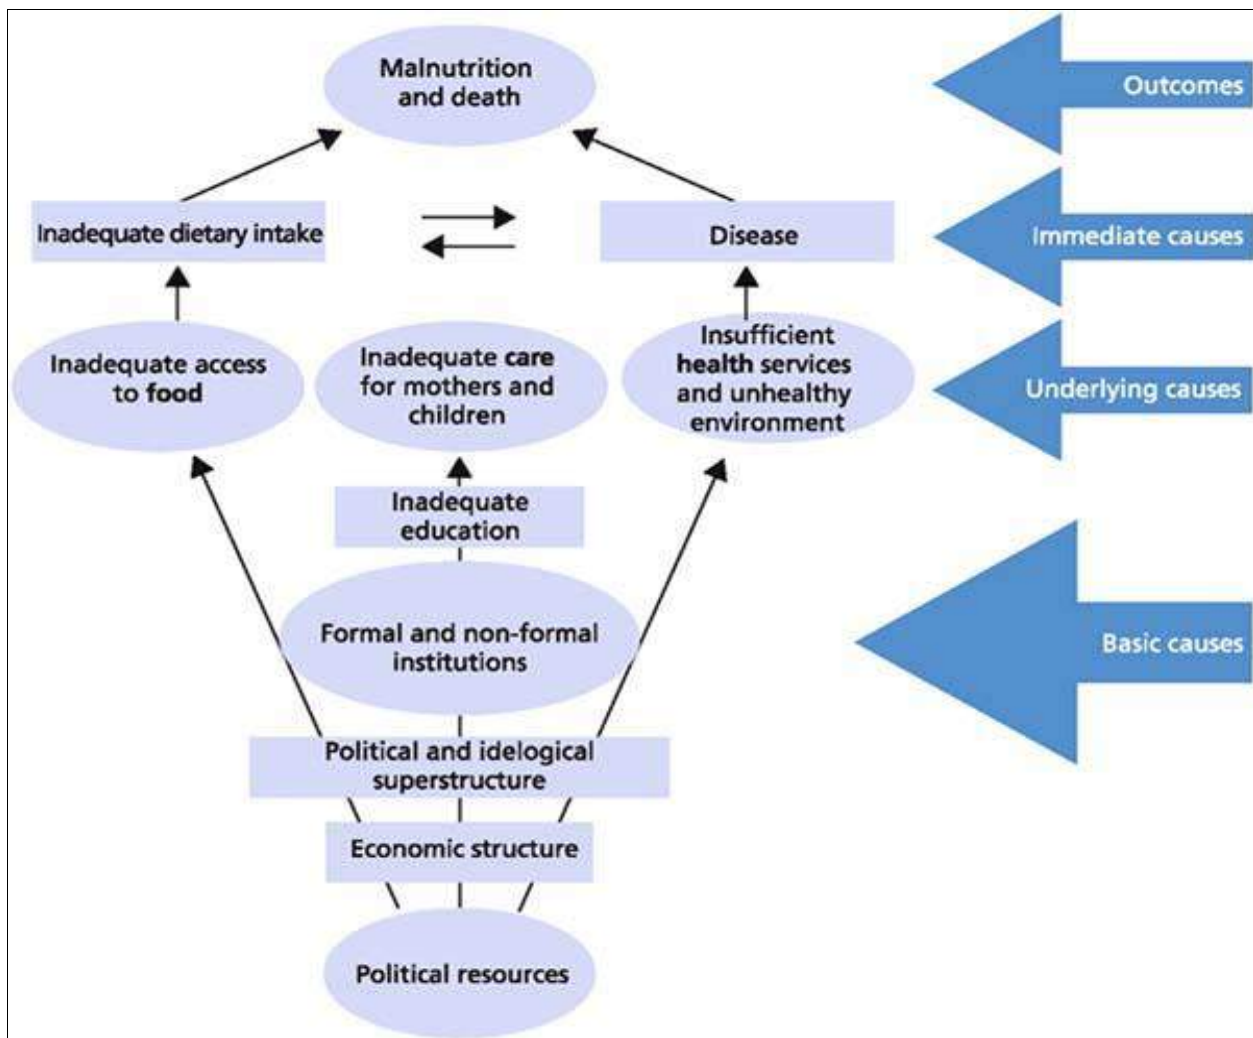 Malnutrition
and death
Outcomes
Inadequate dietary intake
Disease
Immediate causes
Inadequate access
to food
Inadequate care
for mothers and
children
Insufficient
health services
and unhealthy
environment
Underlying causes
Inadequate
education
Formal and non-formal
institutions
Basic causes
Political and idelogical
superstructure
Economic structure
Political resources